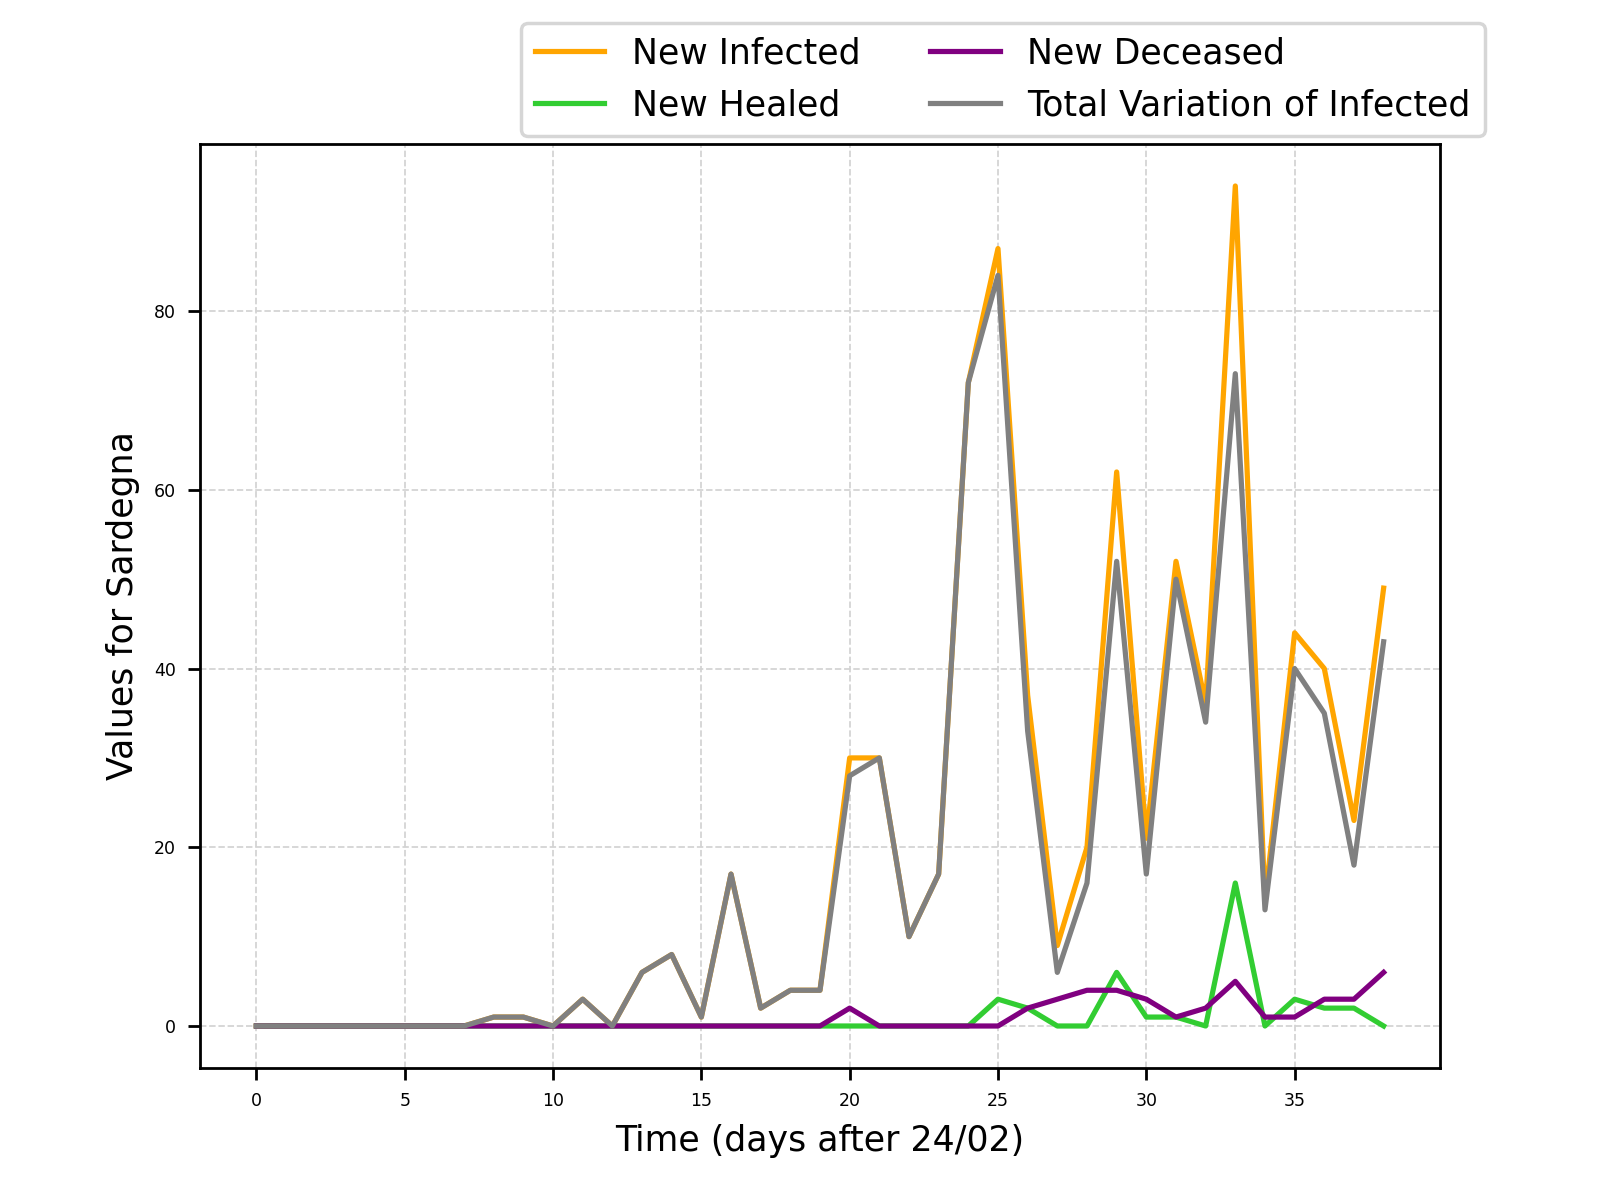 New Infected
New Healed
New Deceased
Total Variation of Infected
Values for Sardegna
80
60
40
20
0
0 5 10 15 20 25 30 35
Time (days after 24/02)